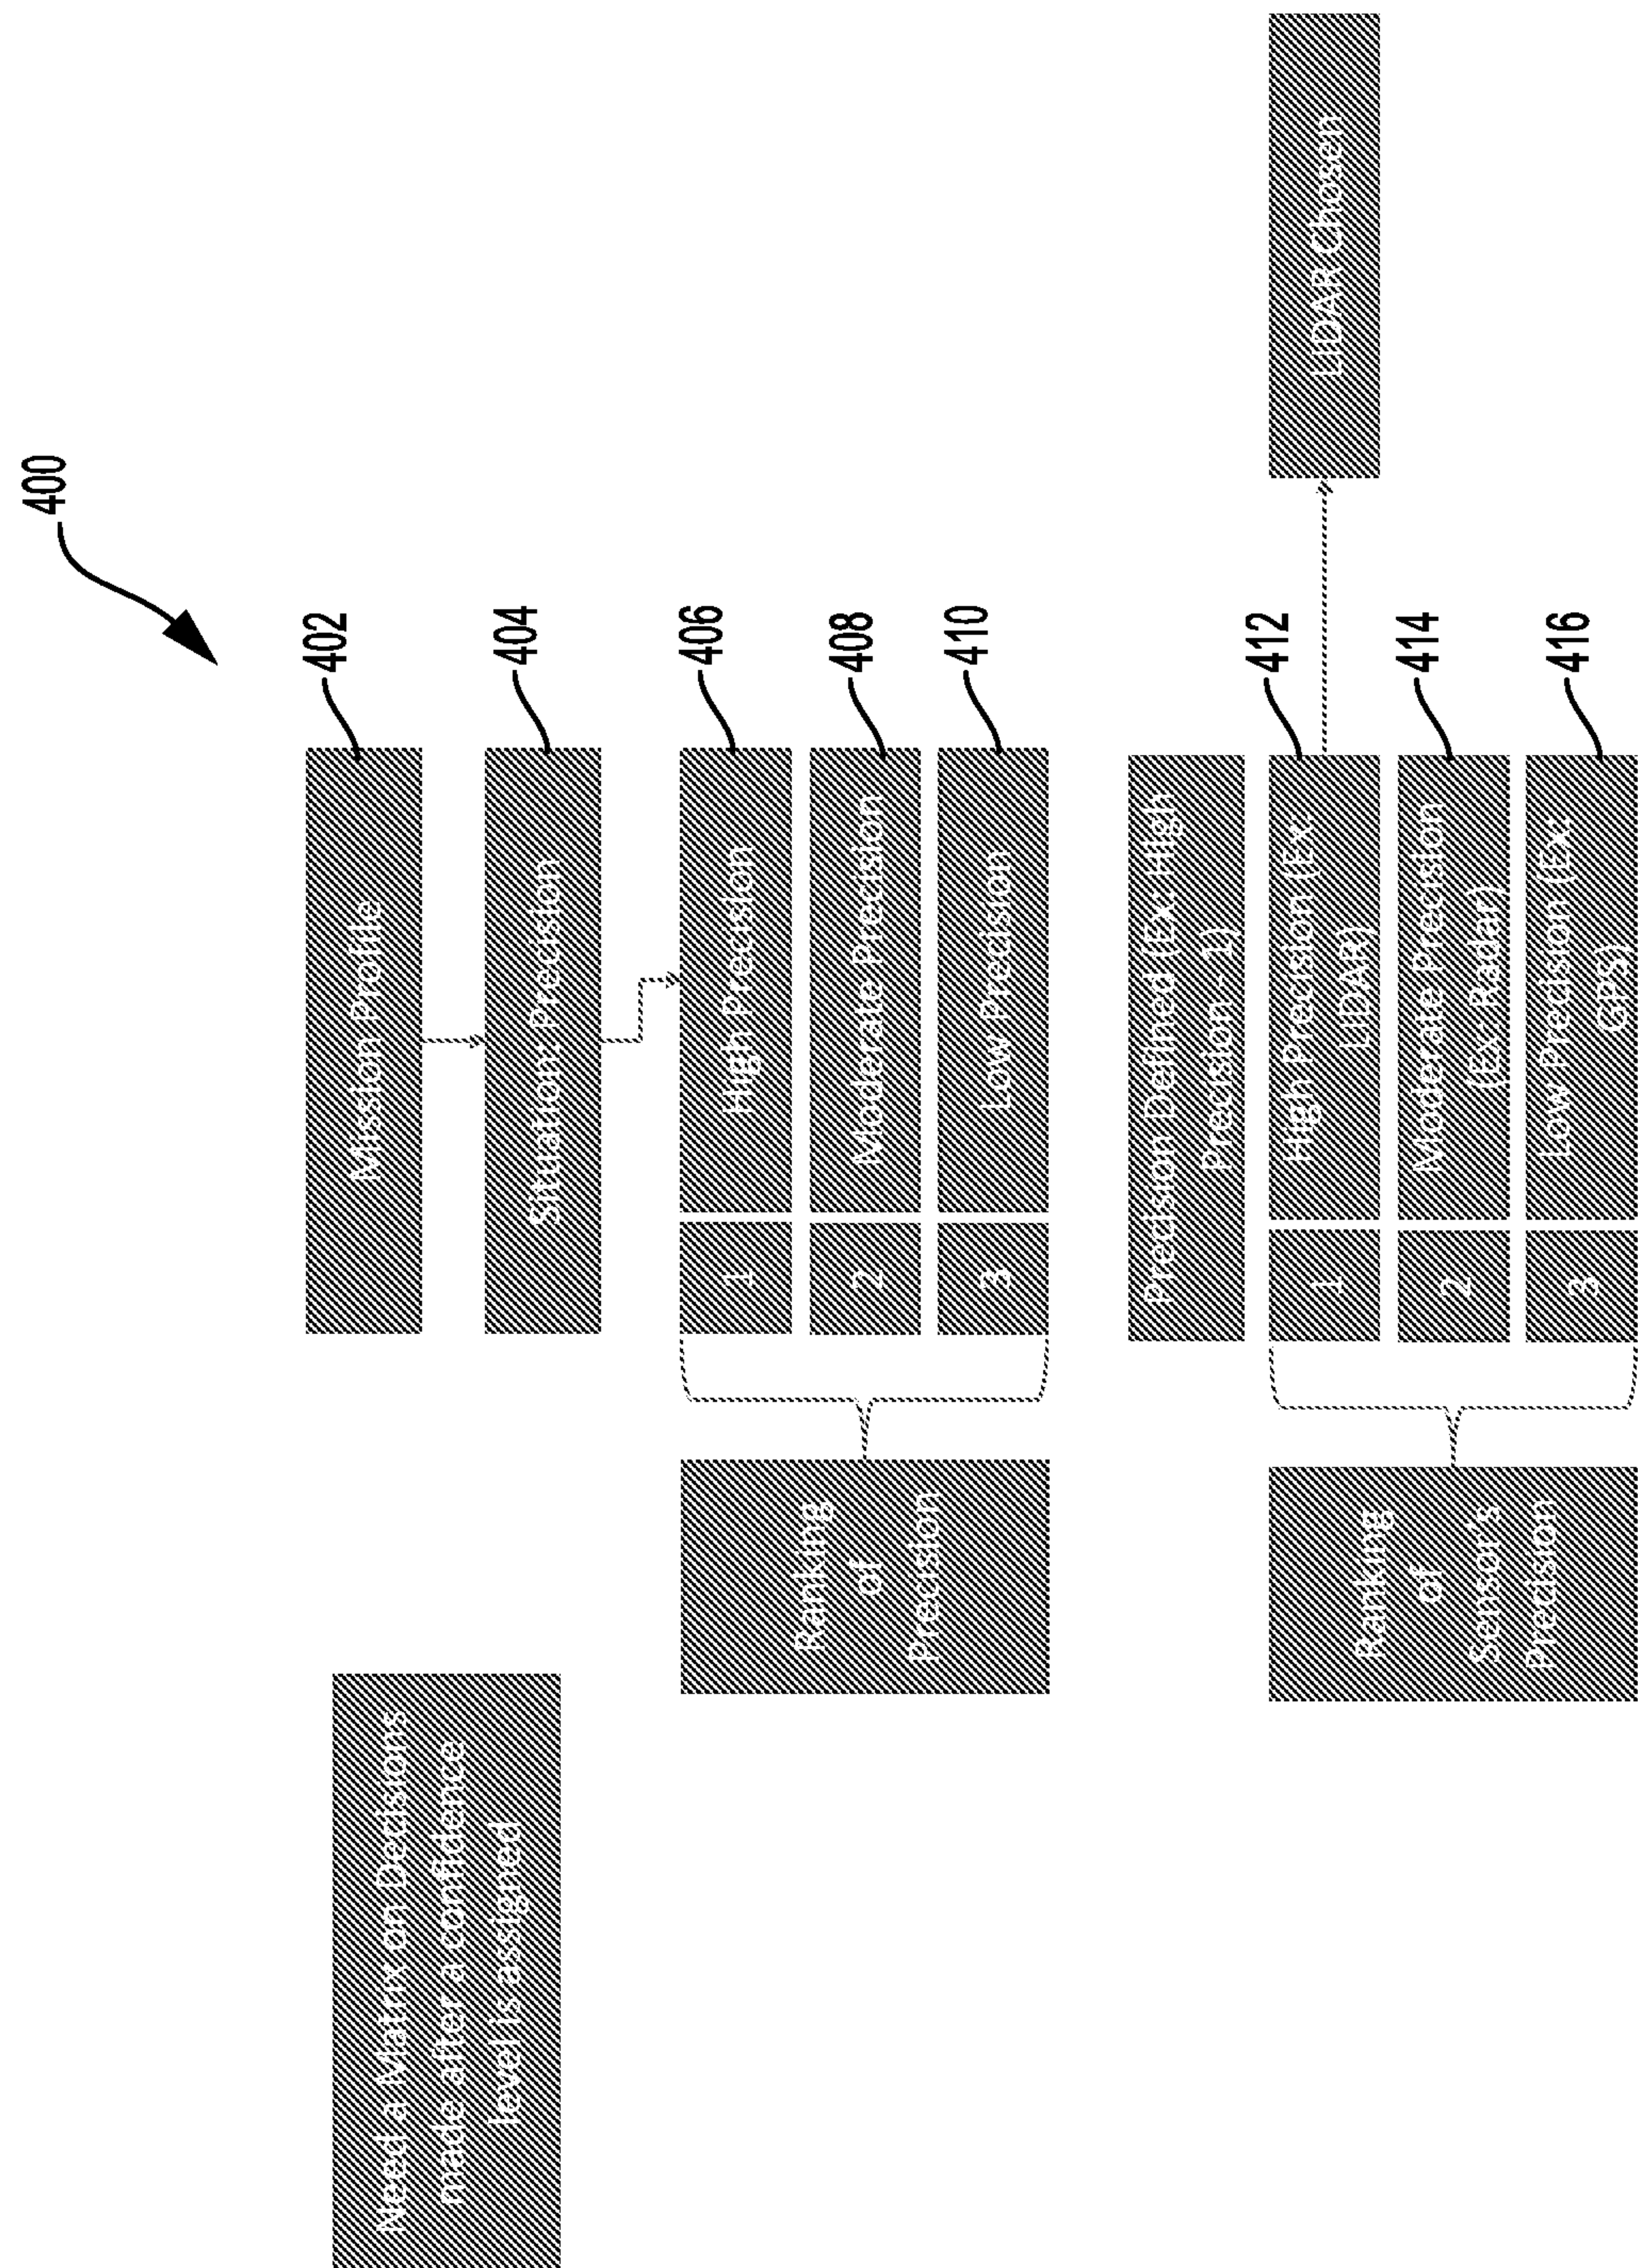 400
Need a Matrix on Decisions
made after a confidence
level is assigned
Mission Profile
402
Situation: Precision
404
Ranking
of
Precision
1
High Precision
406
2
Moderate Precision
408
3
Low Precision
410
Precision Defined (Ex: High
Precision - 1)
Ranking
of
Sensor's
Precision
1
High Precision (Ex:
LIDAR)
412
LIDAR Chosen
2
Moderate Precision
(Ex: Radar)
414
3
Low Precision (Ex:
GPS)
416